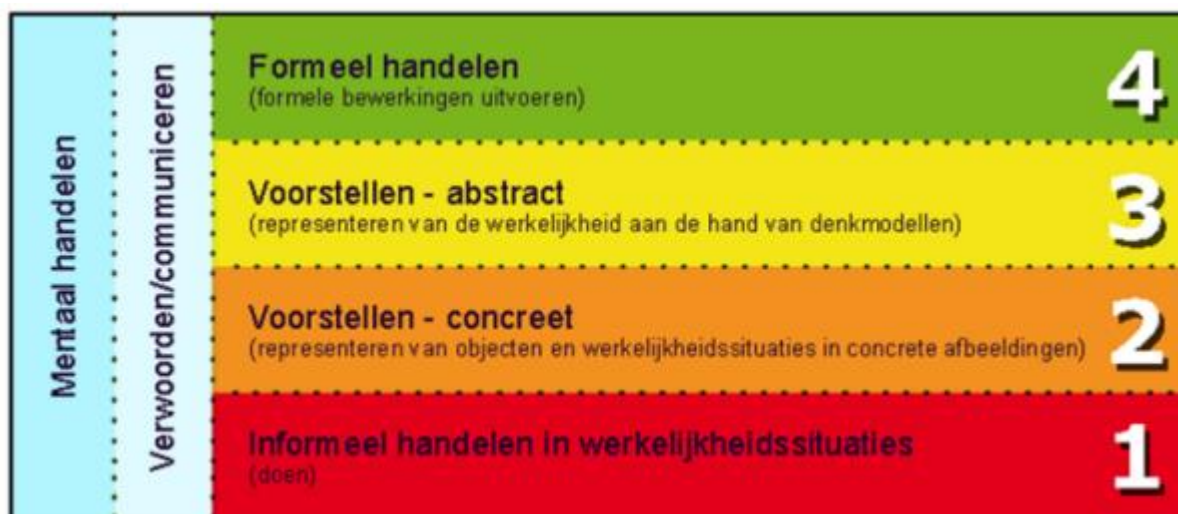 Mentaal handelen
Verwoorden/communiceren
Formeel handelen
(formele bewerkingen uitvoeren)
4
Voorstellen - abstract
(representeren van de werkelijkheid aan de hand van denkmodellen)
3
Voorstellen - concreet
(representeren van objecten en werkelijkheidssituaties in concrete afbeeldingen)
2
Informeel handelen in werkelijkheidssituaties
(doen)
1